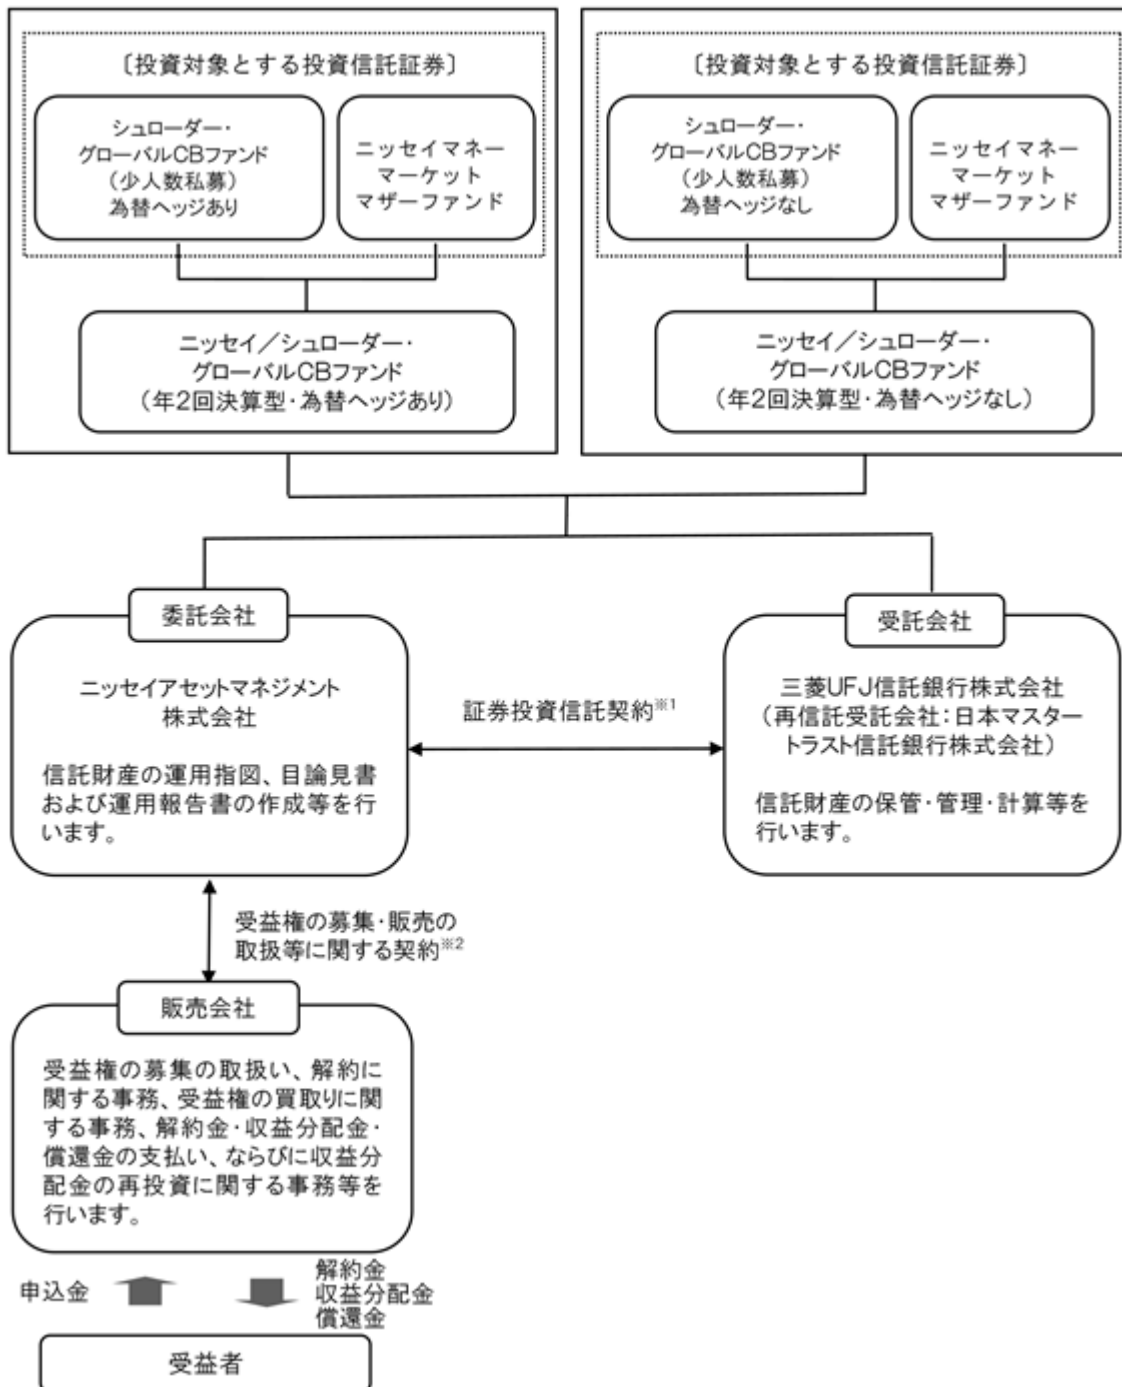 〔投資対象とする投資信託証券〕
シュローダー・
グローバルCBファンド
（少人数私募）
為替ヘッジあり
ニッセイマネー
マーケット
マザーファンド
ニッセイ／シュローダー・
グローバルCBファンド
（年2回決算型・為替ヘッジあり）
〔投資対象とする投資信託証券〕
シュローダー・
グローバルCBファンド
（少人数私募）
為替ヘッジなし
ニッセイマネー
マーケット
マザーファンド
ニッセイ／シュローダー・
グローバルCBファンド
（年2回決算型・為替ヘッジなし）
委託会社
ニッセイアセットマネジメント
株式会社
信託財産の運用指図、目論見書
および運用報告書の作成等を行
います。
証券投資信託契約※1
受託会社
三菱UFJ信託銀行株式会社
（再信託受託会社：日本マスター
トラスト信託銀行株式会社）
信託財産の保管・管理・計算等を
行います。
受益権の募集・販売の
取扱等に関する契約※2
販売会社
受益権の募集の取扱い、解約に
関する事務、受益権の買取りに関
する事務、解約金・収益分配金・
償還金の支払い、ならびに収益分
配金の再投資に関する事務等を
行います。
申込金
解約金
収益分配金
償還金
受益者